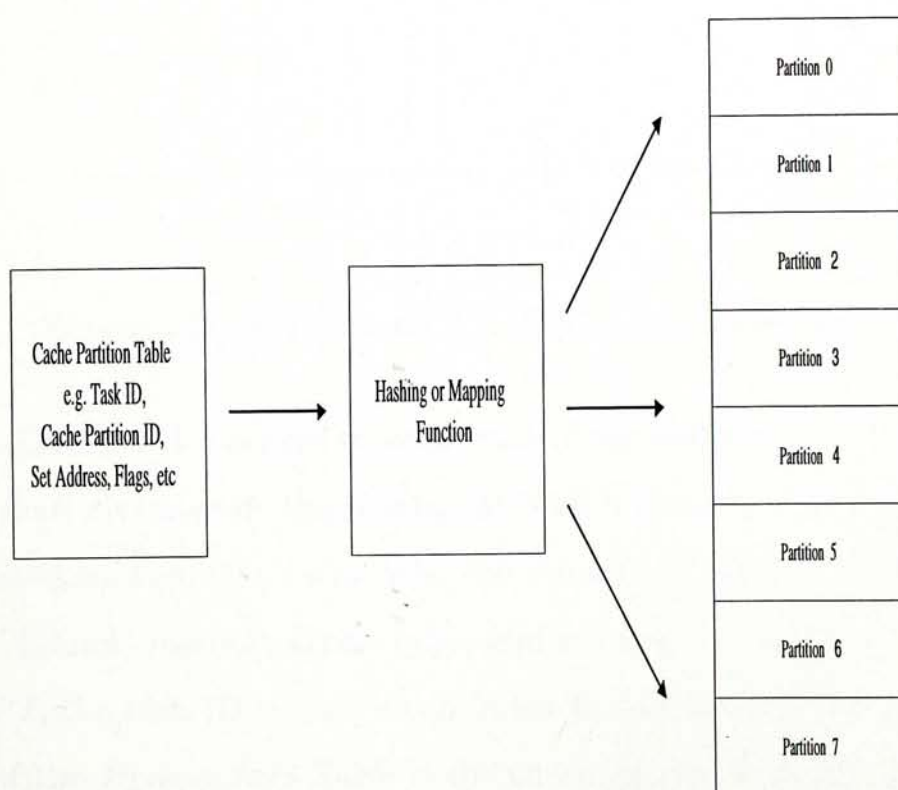 Cache Partition Table
e.g. Task ID,
Cache Partition ID,
Set Address, Flags, etc
Hashing or Mapping
Function
Partition 0
Partition 1
Partition 2
Partition 3
Partition 4
Partition 5
Partition 6
Partition 7